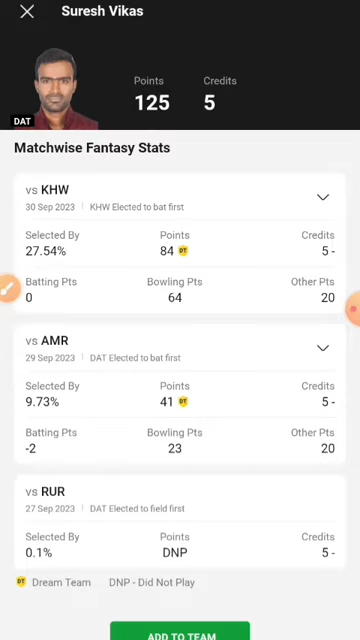 Suresh Vikas
Points Credits
125 5
DAT
Matchwise Fantasy Stats
vs KHW
30 Sep 2023 | KHW Elected to bat first
Selected By Points Credits
27.54% 84 DT 5 -
Batting Pts Bowling Pts Other Pts
0 64 20
vs AMR
29 Sep 2023 | DAT Elected to bat first
Selected By Points Credits
9.73% 41 DT 5 -
Batting Pts Bowling Pts Other Pts
-2 23 20
vs RUR
27 Sep 2023 | DAT Elected to field first
Selected By Points Credits
0.1% DNP 5 -
DT Dream Team DNP - Did Not Play
ADD TO TEAM